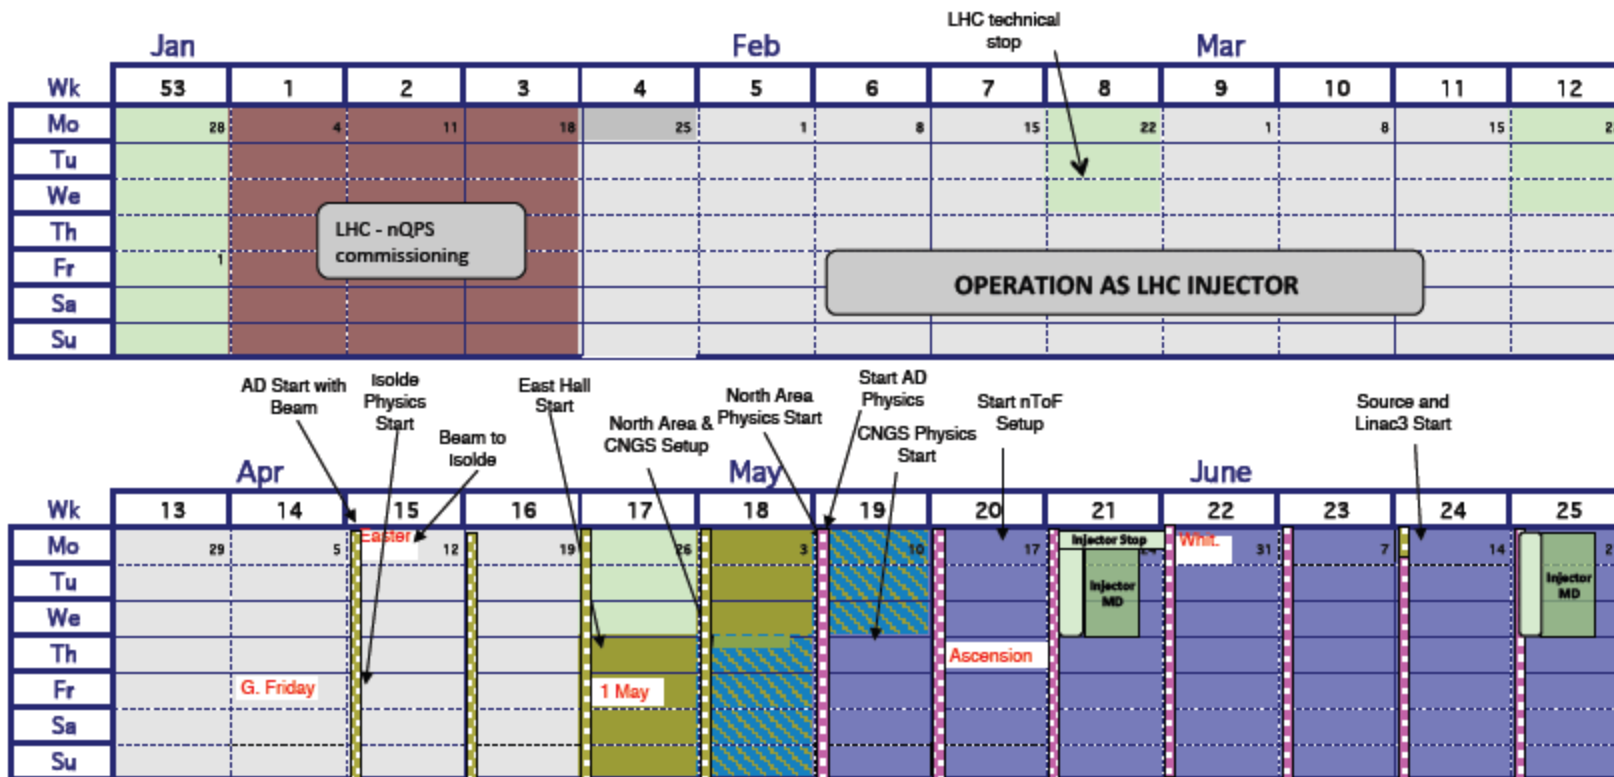 LHC technical
stop
Jan Feb Mar
Wk 53 1 2 3 4 5 6 7 8 9 10 11 12
Mo 28 4 11 18 25 1 8 15 22 1 8 15
Tu
We
Th
LHC - nQPS
commissioning
Fr 1
OPERATION AS LHC INJECTOR
Sa
Su
AD Start with
Beam
Isolde
Physics
Start
Beam to
Isolde
East Hall
Start
North Area &
CNGS Setup
North Area
Physics Start
Start AD
Physics
CNGS Physics
Start
Start nToF
Setup
Source and
Linac3 Start
Apr May June
Wk 13 14 15 16 17 18 19 20 21 22 23 24 25
Mo 29 5 Easter 12 19 26 3 10 17 Injector Stop 24 Whit. 31 7 14
Tu
Injector
MD
Injector
MD
We
Th Ascension
Fr G. Friday 1 May
Sa
Su